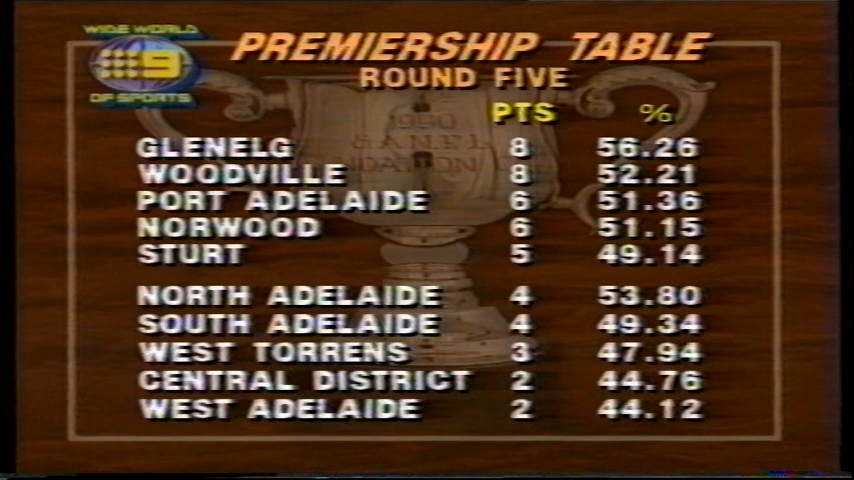 WIDE WORLD
9
OF SPORTS
PREMIERSHIP TABLE
ROUND FIVE
PTS %
1990
S.A.N.F.L.
GLENELG 8 56.26
WOODVILLE 8 52.21
PORT ADELAIDE 6 51.36
NORWOOD 6 51.15
STURT 5 49.14
NORTH ADELAIDE 4 53.80
SOUTH ADELAIDE 4 49.34
WEST TORRENS 3 47.94
CENTRAL DISTRICT 2 44.76
WEST ADELAIDE 2 44.12